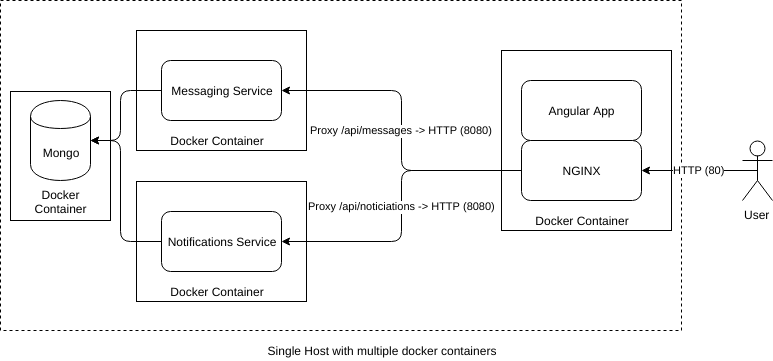 Messaging Service
Docker Container
Mongo
Docker
Container
Notifications Service
Docker Container
Proxy /api/messages -> HTTP (8080)
Proxy /api/noticiations -> HTTP (8080)
Angular App
NGINX
Docker Container
HTTP (80)
User
Single Host with multiple docker containers